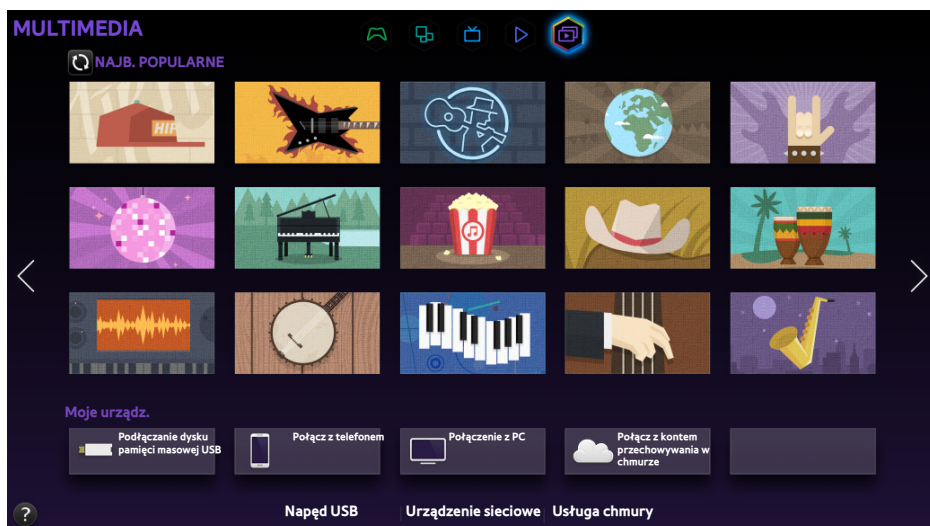 MULTIMEDIA
NAJB. POPULARNE
HIP
Moje urządz.
Podłączanie dysku
pamięci masowej USB
Połącz z telefonem
Połączenie z PC
Połącz z kontem
przechowywania w
chmurze
?
Napęd USB
Urządzenie sieciowe
Usługa chmury